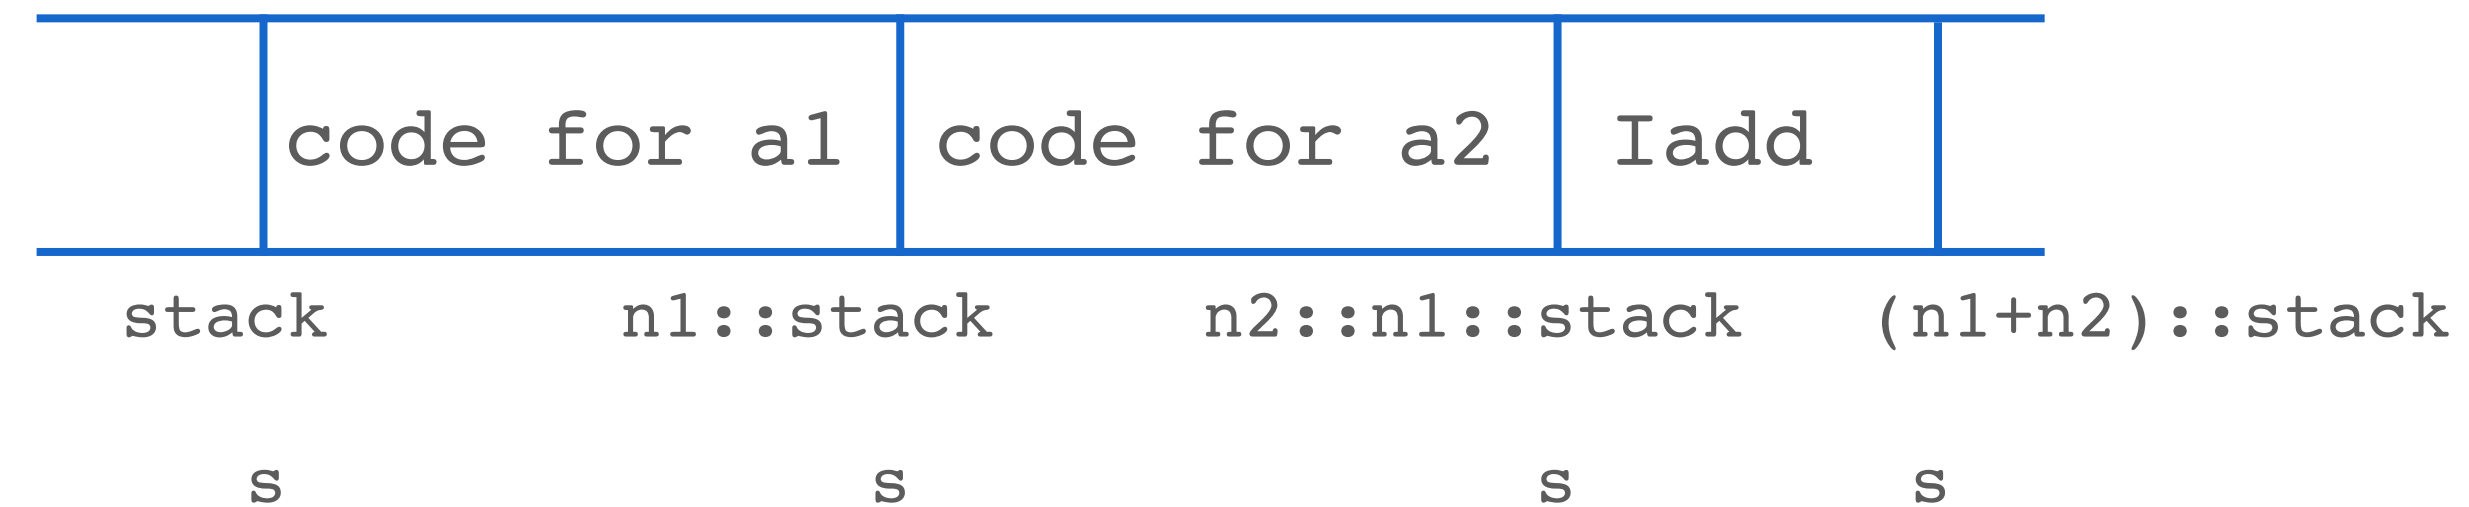 code for a1 code for a2 Iadd
stack n1::stack n2::n1::stack (n1+n2)::stack
s s s s